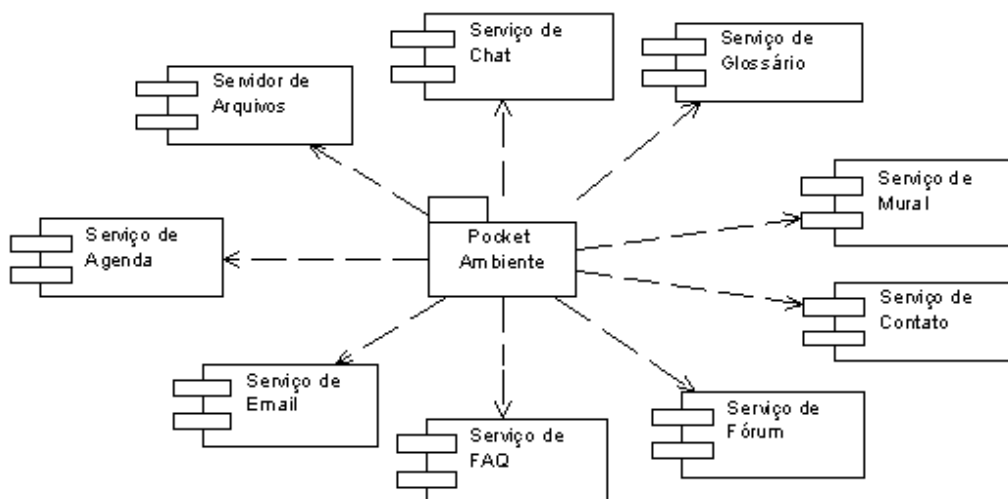 Serviço de
Chat
Serviço de
Glossário
Servidor de
Arquivos
Serviço de
Mural
Serviço de
Agenda
Pocket
Ambiente
Serviço de
Contato
Serviço de
Email
Serviço de
FAQ
Serviço de
Fórum